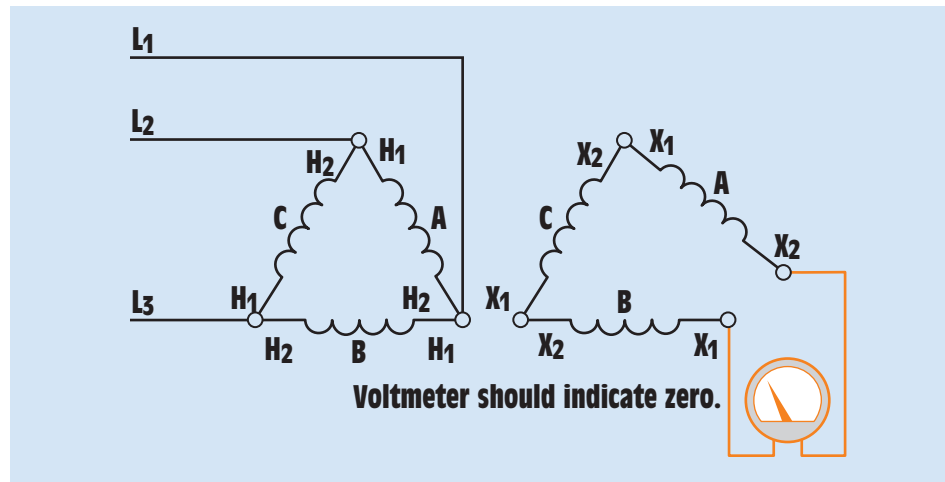 L1
L2
H2 H1
X2 X1
C A
C A
X2
L3 H1 H2
X1
H2 B H1
X2 B X1
Voltmeter should indicate zero.